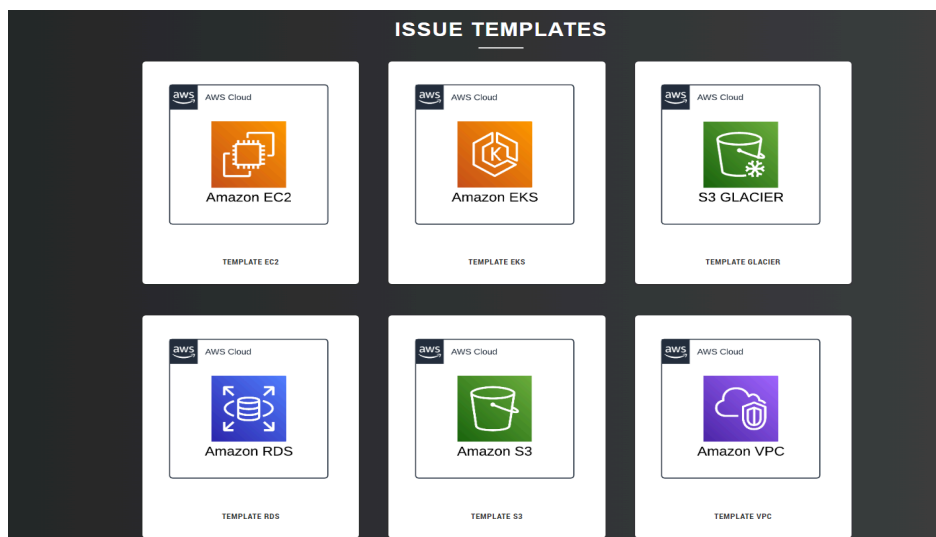 ISSUE TEMPLATES
aws AWS Cloud
Amazon EC2
TEMPLATE EC2
aws AWS Cloud
K
Amazon EKS
TEMPLATE EKS
aws AWS Cloud
S3 GLACIER
TEMPLATE GLACIER
aws AWS Cloud
Amazon RDS
TEMPLATE RDS
aws AWS Cloud
Amazon S3
TEMPLATE S3
aws AWS Cloud
Amazon VPC
TEMPLATE VPC